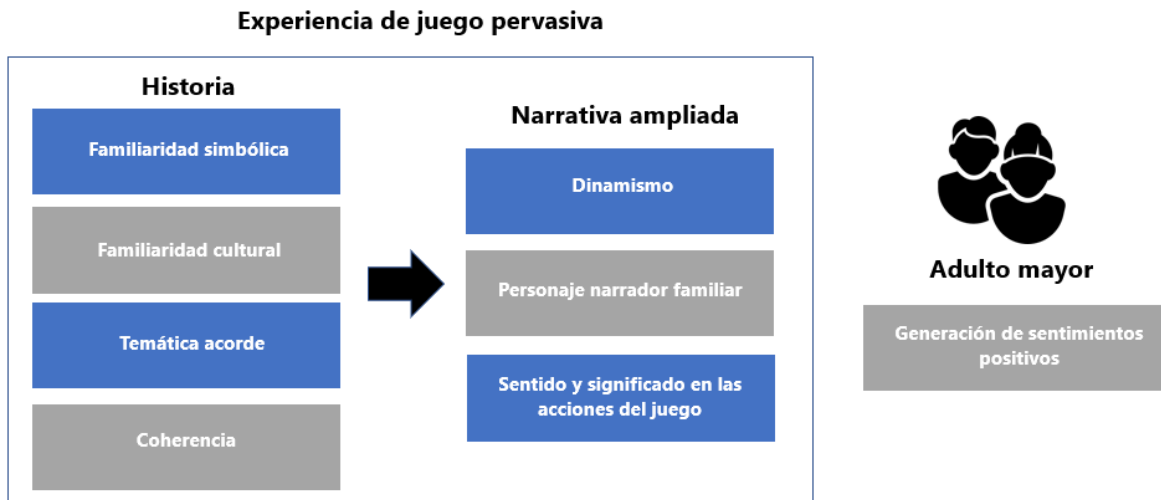 Experiencia de juego pervasiva
Historia
Familiaridad simbólica
Familiaridad cultural
Temática acorde
Coherencia
Narrativa ampliada
Dinamismo
Personaje narrador familiar
Sentido y significado en las
acciones del juego
Adulto mayor
Generación de sentimientos
positivos